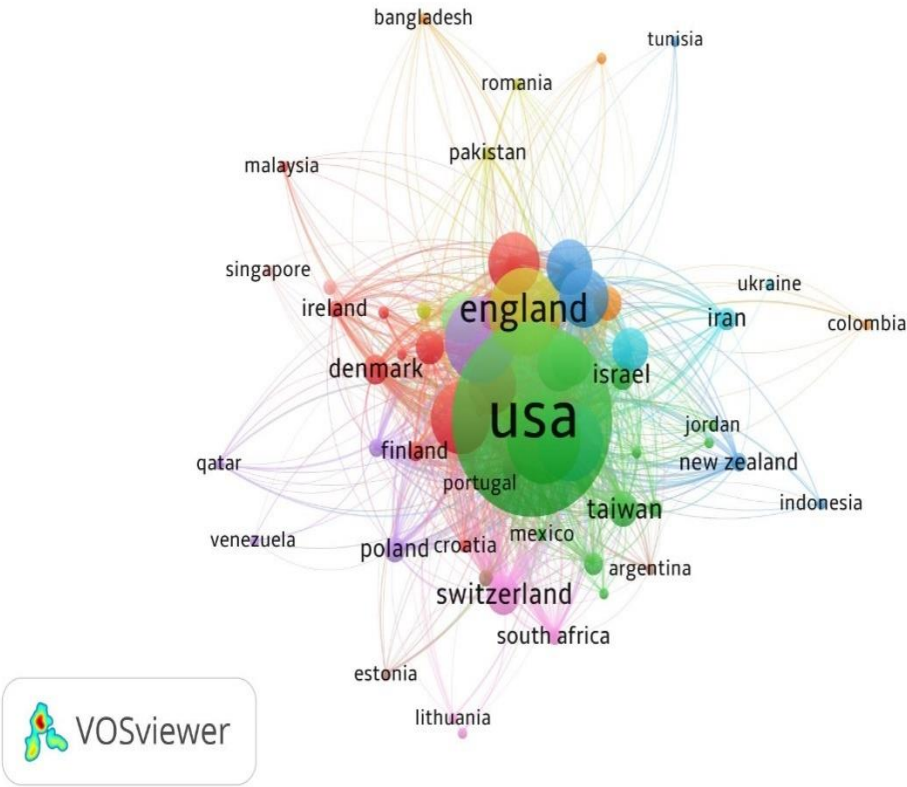 bangladesh
tunisia
romania
pakistan
malaysia
singapore
ukraine
ireland
england
iran
colombia
denmark
israel
usa
jordan
finland
qatar
new zealand
portugal
indonesia
taiwan
mexico
venezuela
poland
croatia
argentina
switzerland
south africa
estonia
lithuania
VOSviewer